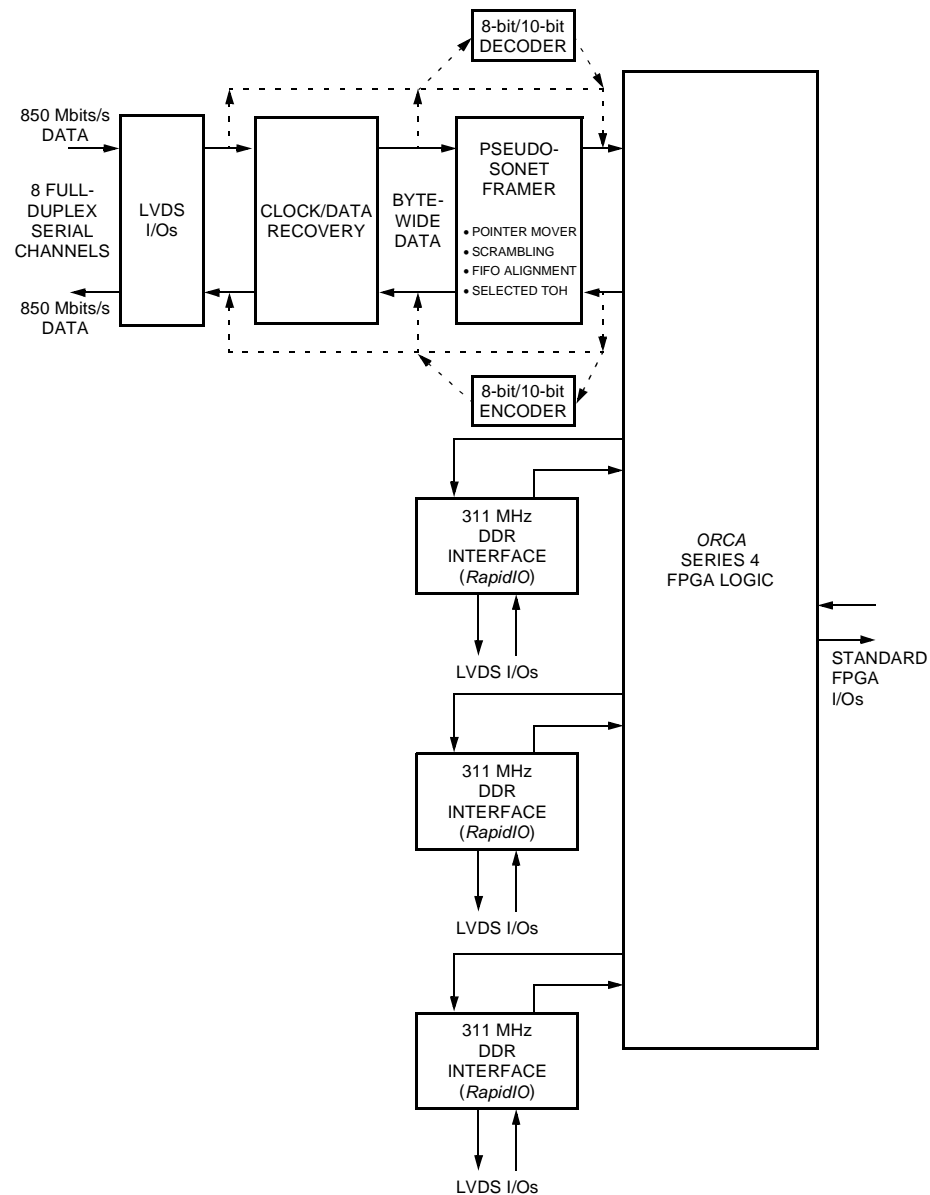 8-bit/10-bit
DECODER
850 Mbits/s
DATA
8 FULL-
DUPLEX
SERIAL
CHANNELS
850 Mbits/s
DATA
LVDS
I/Os
CLOCK/DATA
RECOVERY
BYTE-
WIDE
DATA
PSEUDO-
SONET
FRAMER
• POINTER MOVER
• SCRAMBLING
• FIFO ALIGNMENT
• SELECTED TOH
8-bit/10-bit
ENCODER
311 MHz
DDR
INTERFACE
(RapidIO)
LVDS I/Os
ORCA
SERIES 4
FPGA LOGIC
STANDARD
FPGA
I/Os
311 MHz
DDR
INTERFACE
(RapidIO)
LVDS I/Os
311 MHz
DDR
INTERFACE
(RapidIO)
LVDS I/Os